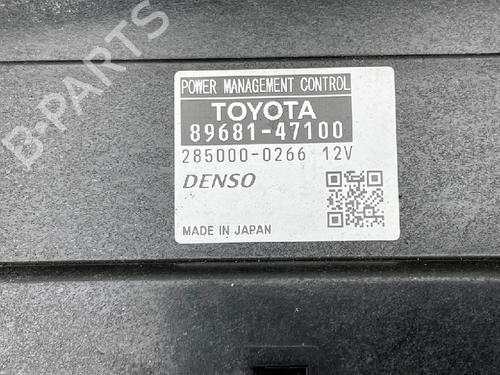 B-PARTS
POWER MANAGEMENT CONTROL
TOYOTA
89681-47100
285000-0266 12V
DENSO
MADE IN JAPAN